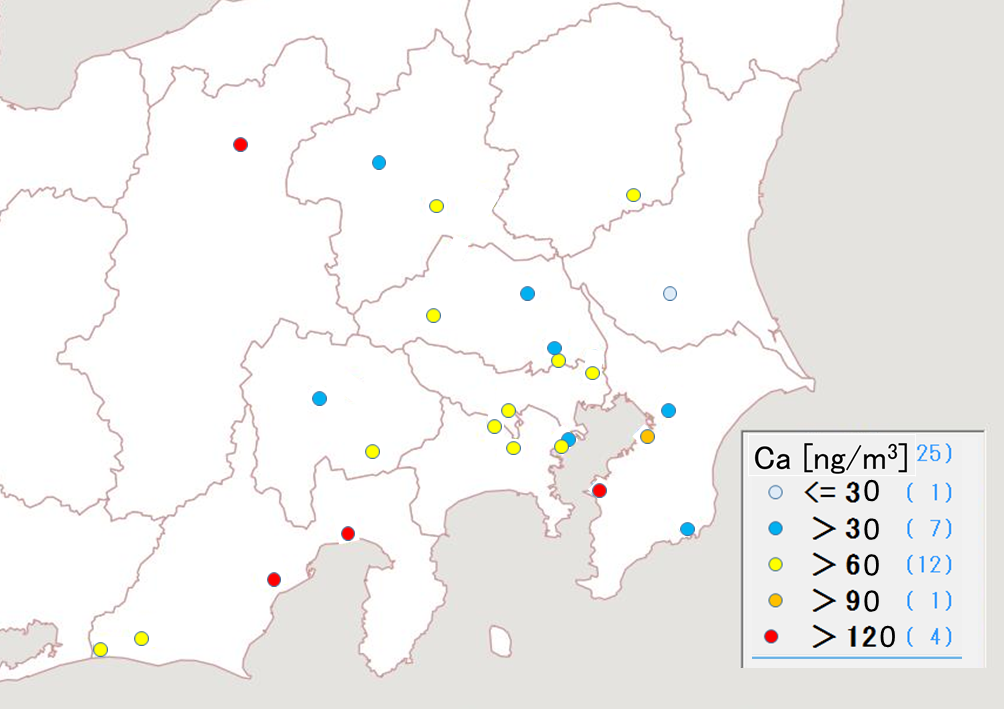 Ca [ng/m³] 25)
<= 30 ( 1)
> 30 ( 7)
> 60 (12)
> 90 ( 1)
> 120 ( 4)